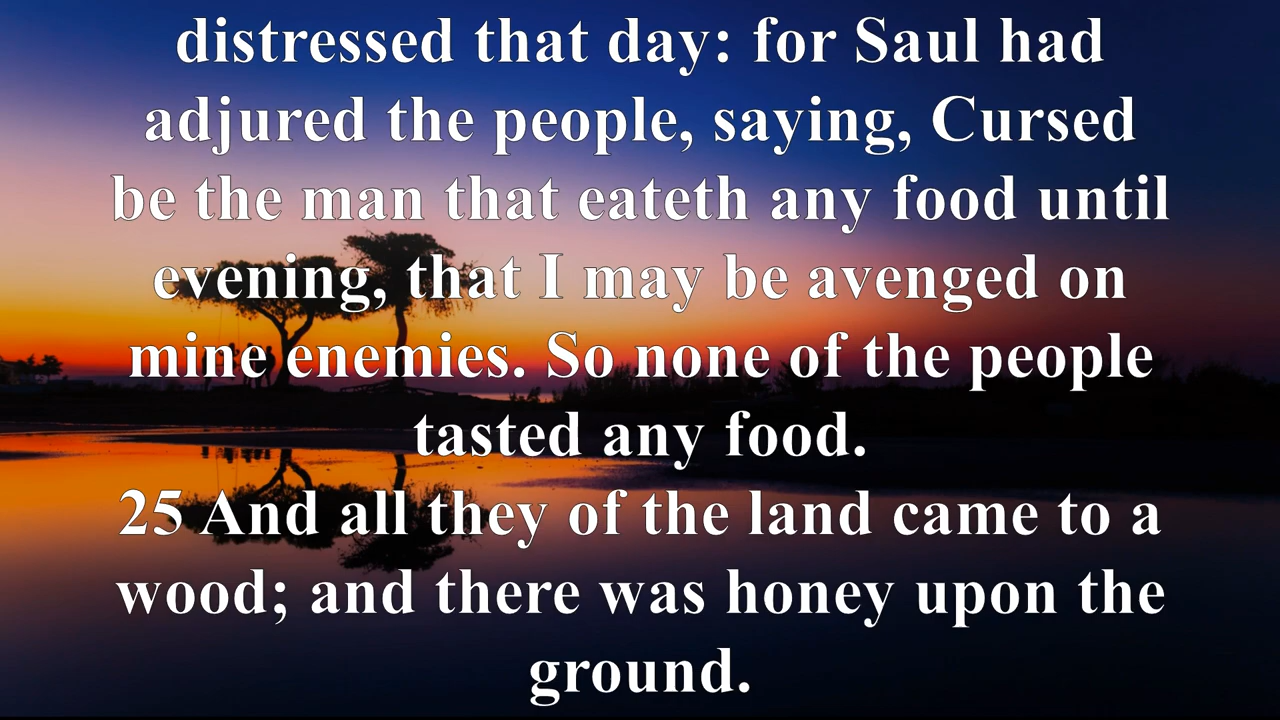 distressed that day: for Saul had
adjured the people, saying, Cursed
be the man that eateth any food until
evening, that I may be avenged on
mine enemies. So none of the people
tasted any food.
25 And all they of the land came to a
wood; and there was honey upon the
ground.